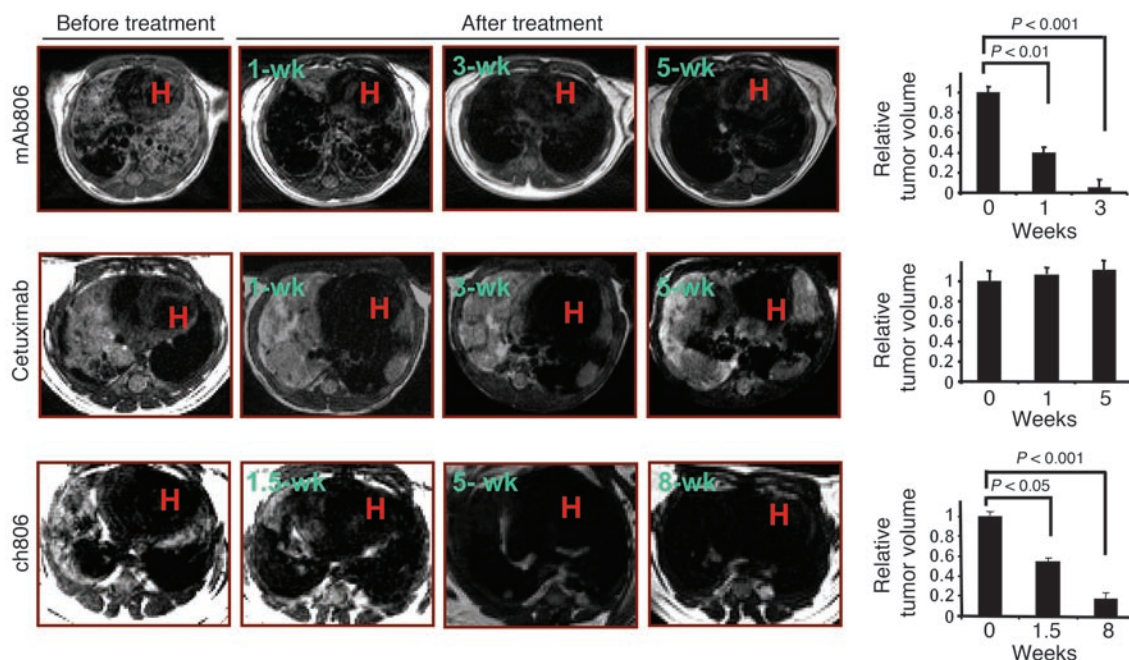 Before treatment
After treatment
mAb806
H
1-wk
H
3-wk
H
5-wk
H
P < 0.001
P < 0.01
Relative
tumor volume
1
0.8
0.6
0.4
0.2
0
0 1 3
Weeks
Cetuximab
H
1-wk
H
3-wk
H
5-wk
H
Relative
tumor volume
1
0.8
0.6
0.4
0.2
0
0 1 5
Weeks
ch806
H
1.5-wk
H
5- wk
H
8-wk
H
P < 0.001
P < 0.05
Relative
tumor volume
1
0.8
0.6
0.4
0.2
0
0 1.5 8
Weeks